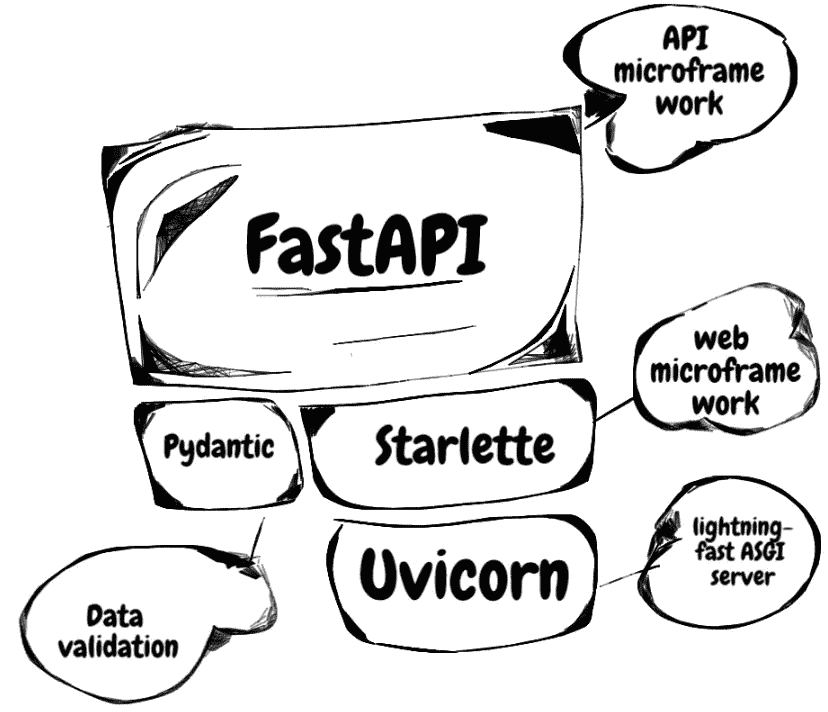 API
microframe
work
FastAPI
web
microframe
work
Pydantic
Starlette
lightning-
fast ASGI
server
Uvicorn
Data
validation